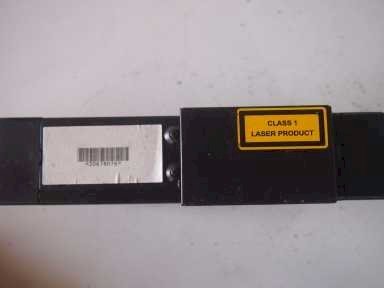 CLASS 1
LASER PRODUCT